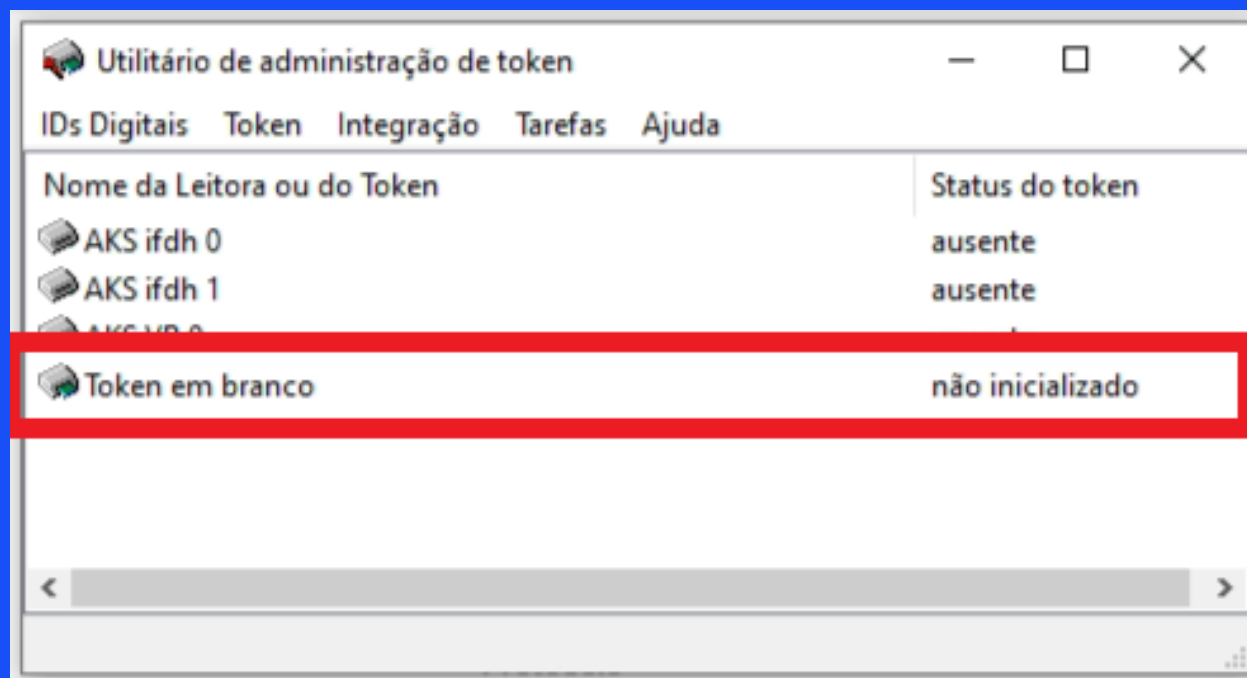 Utilitário de administração de token
IDs Digitais Token Integração Tarefas Ajuda
Nome da Leitora ou do Token Status do token
AKS ifdh 0 ausente
AKS ifdh 1 ausente
Token em branco não inicializado